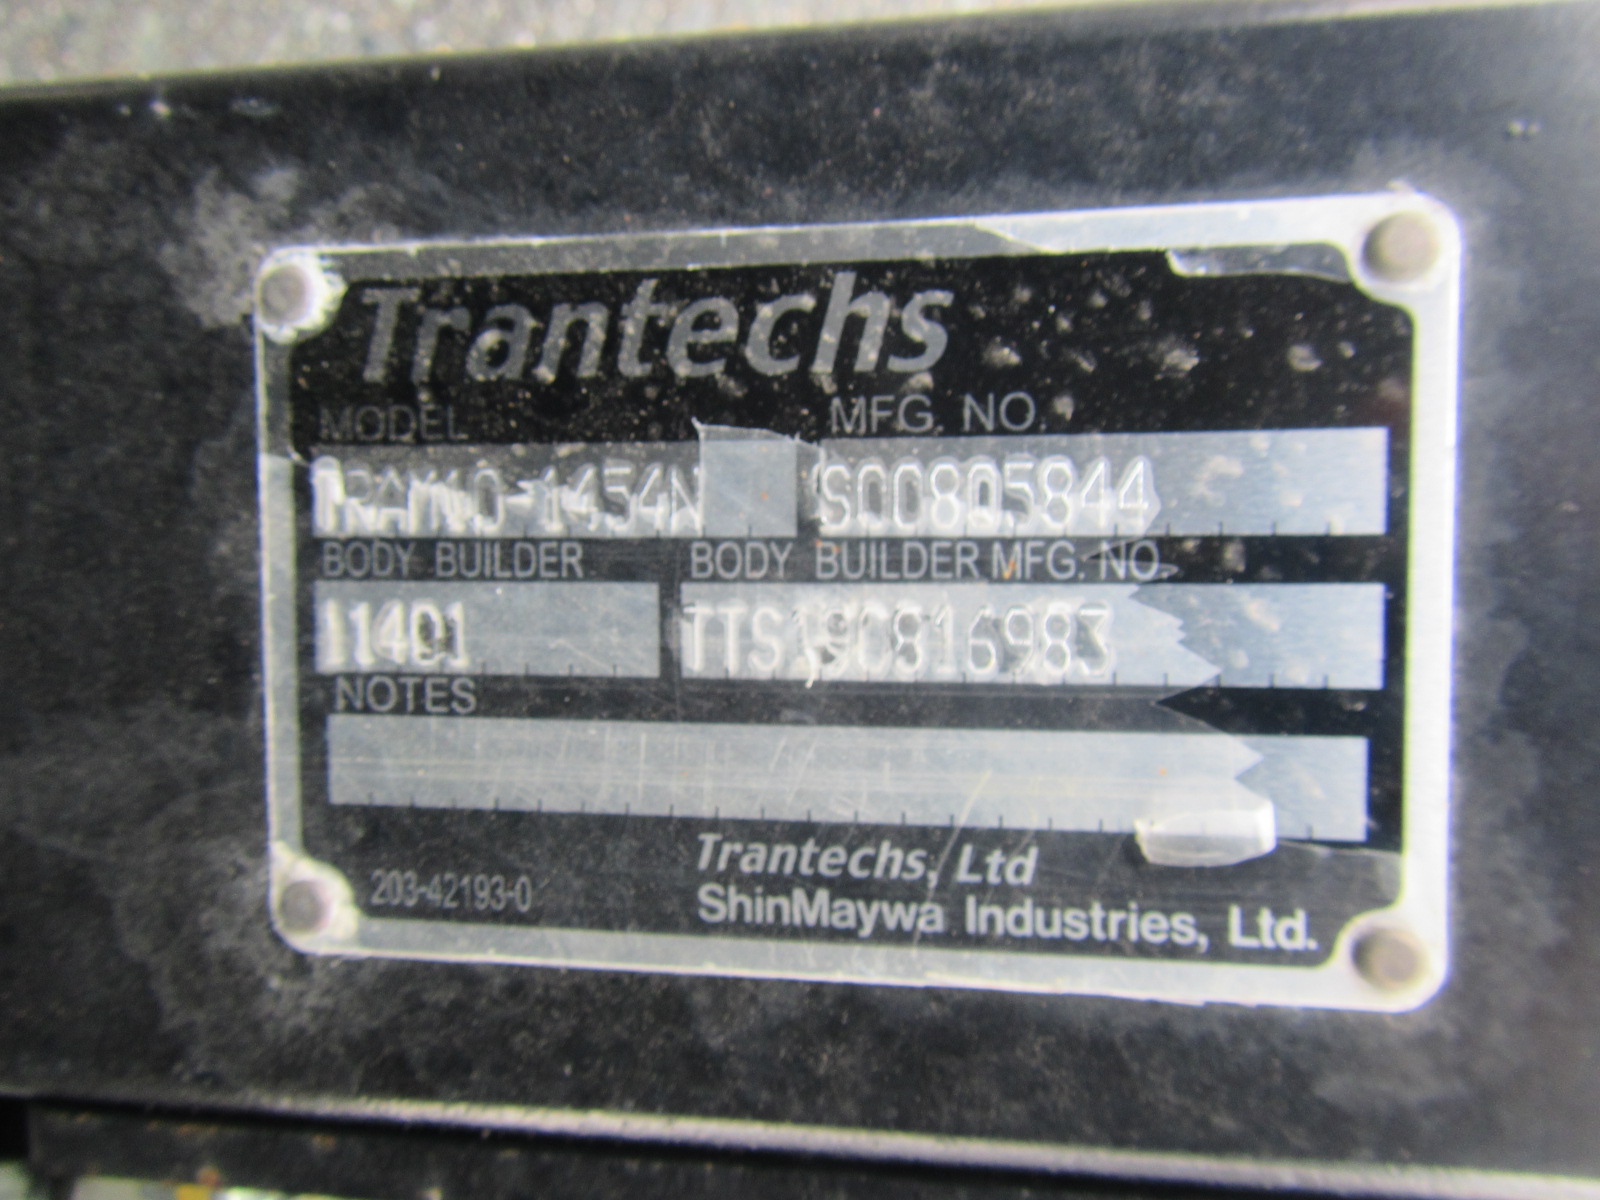 Trantechs
MODEL MFG. NO.
S00805844
BODY BUILDER BODY BUILDER MFG. NO.
11401 TTS19C816983
NOTES
Trantechs, Ltd
203-42193-0 ShinMaywa Industries, Ltd.